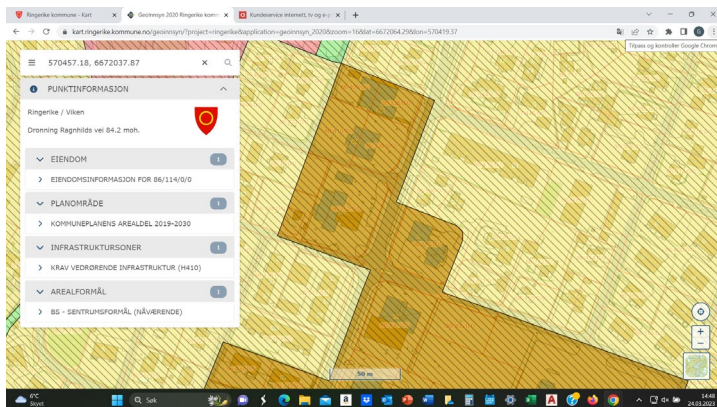 Ringerike kommune - Kart
GeoInnsyn 2020 Ringerike komm
Kundeservice internett, tv og e-p
kart.ringerike.kommune.no/geoinnsyn/?project=ringerike&application=geoinnsyn_2020&zoom=16&lat=6672064.29&lon=570419.37
Tilpass og kontroller Google Chrom
570457.18, 6672037.87
PUNKTINFORMASJON
Ringerike / Viken
Dronning Ragnhilds vei 84.2 moh.
EIENDOM 1
EIENDOMSINFORMASJON FOR 86/114/0/0
PLANOMRÅDE 1
KOMMUNEPLANENS AREALDEL 2019-2030
INFRASTRUKTURSONER 1
KRAV VEDRØRENDE INFRASTRUKTUR (H410)
AREALFORMÅL 1
BS - SENTRUMSFORMÅL (NÅVÆRENDE)
50 m
6°C
Skyet
Søk
14:48
24.03.2023